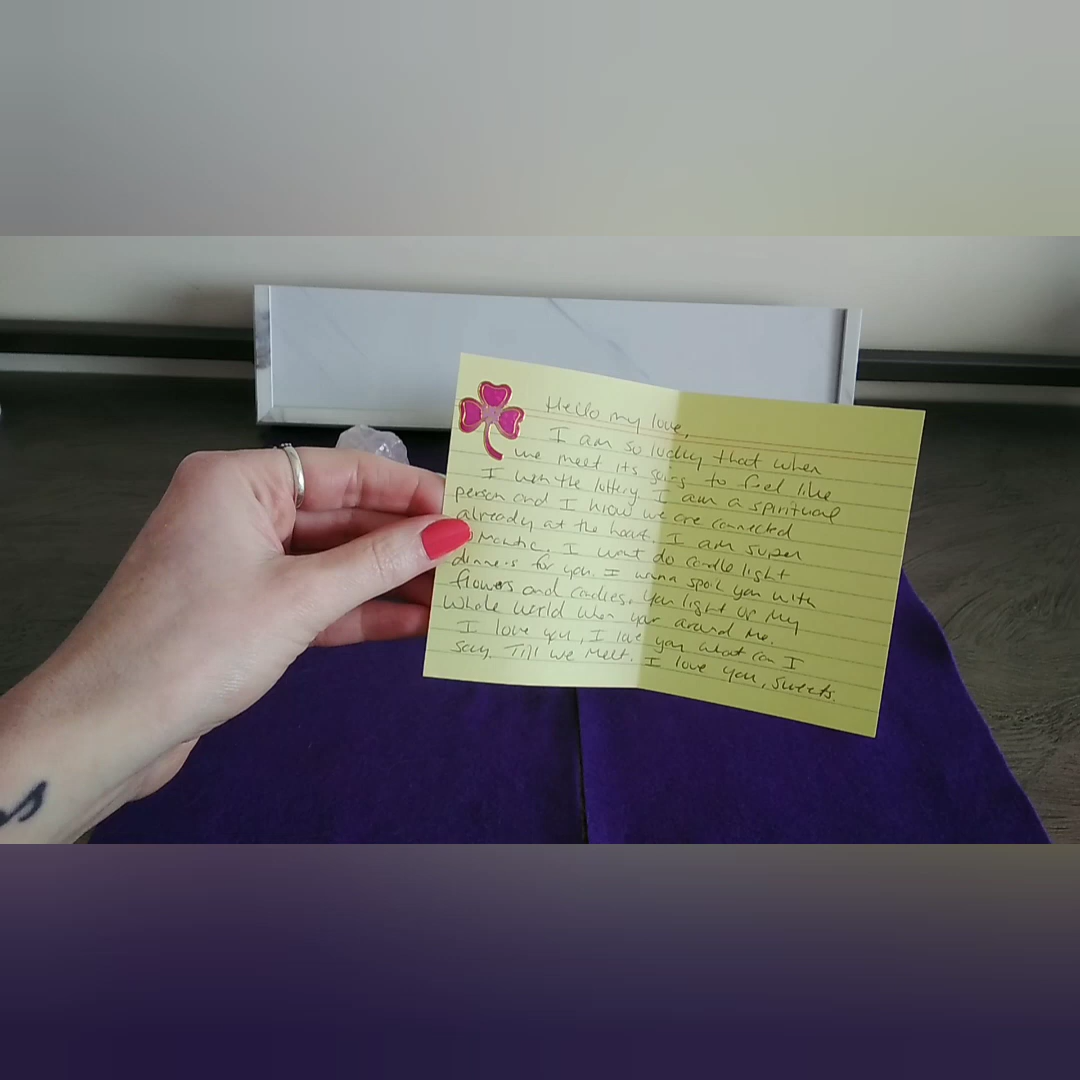 Hello my love,
I am so lucky that when
we meet its going to feel like
I win the lottery. I am a spiritual
person and I know we are connected
already at the heart. I am super
romantic. I want do candle light
dinners for you. I wanna spoil you with
flowers and candies. You light up my
whole world when your around me.
I love you, I love you what can I
say. Till we meet. I love you, sweets.